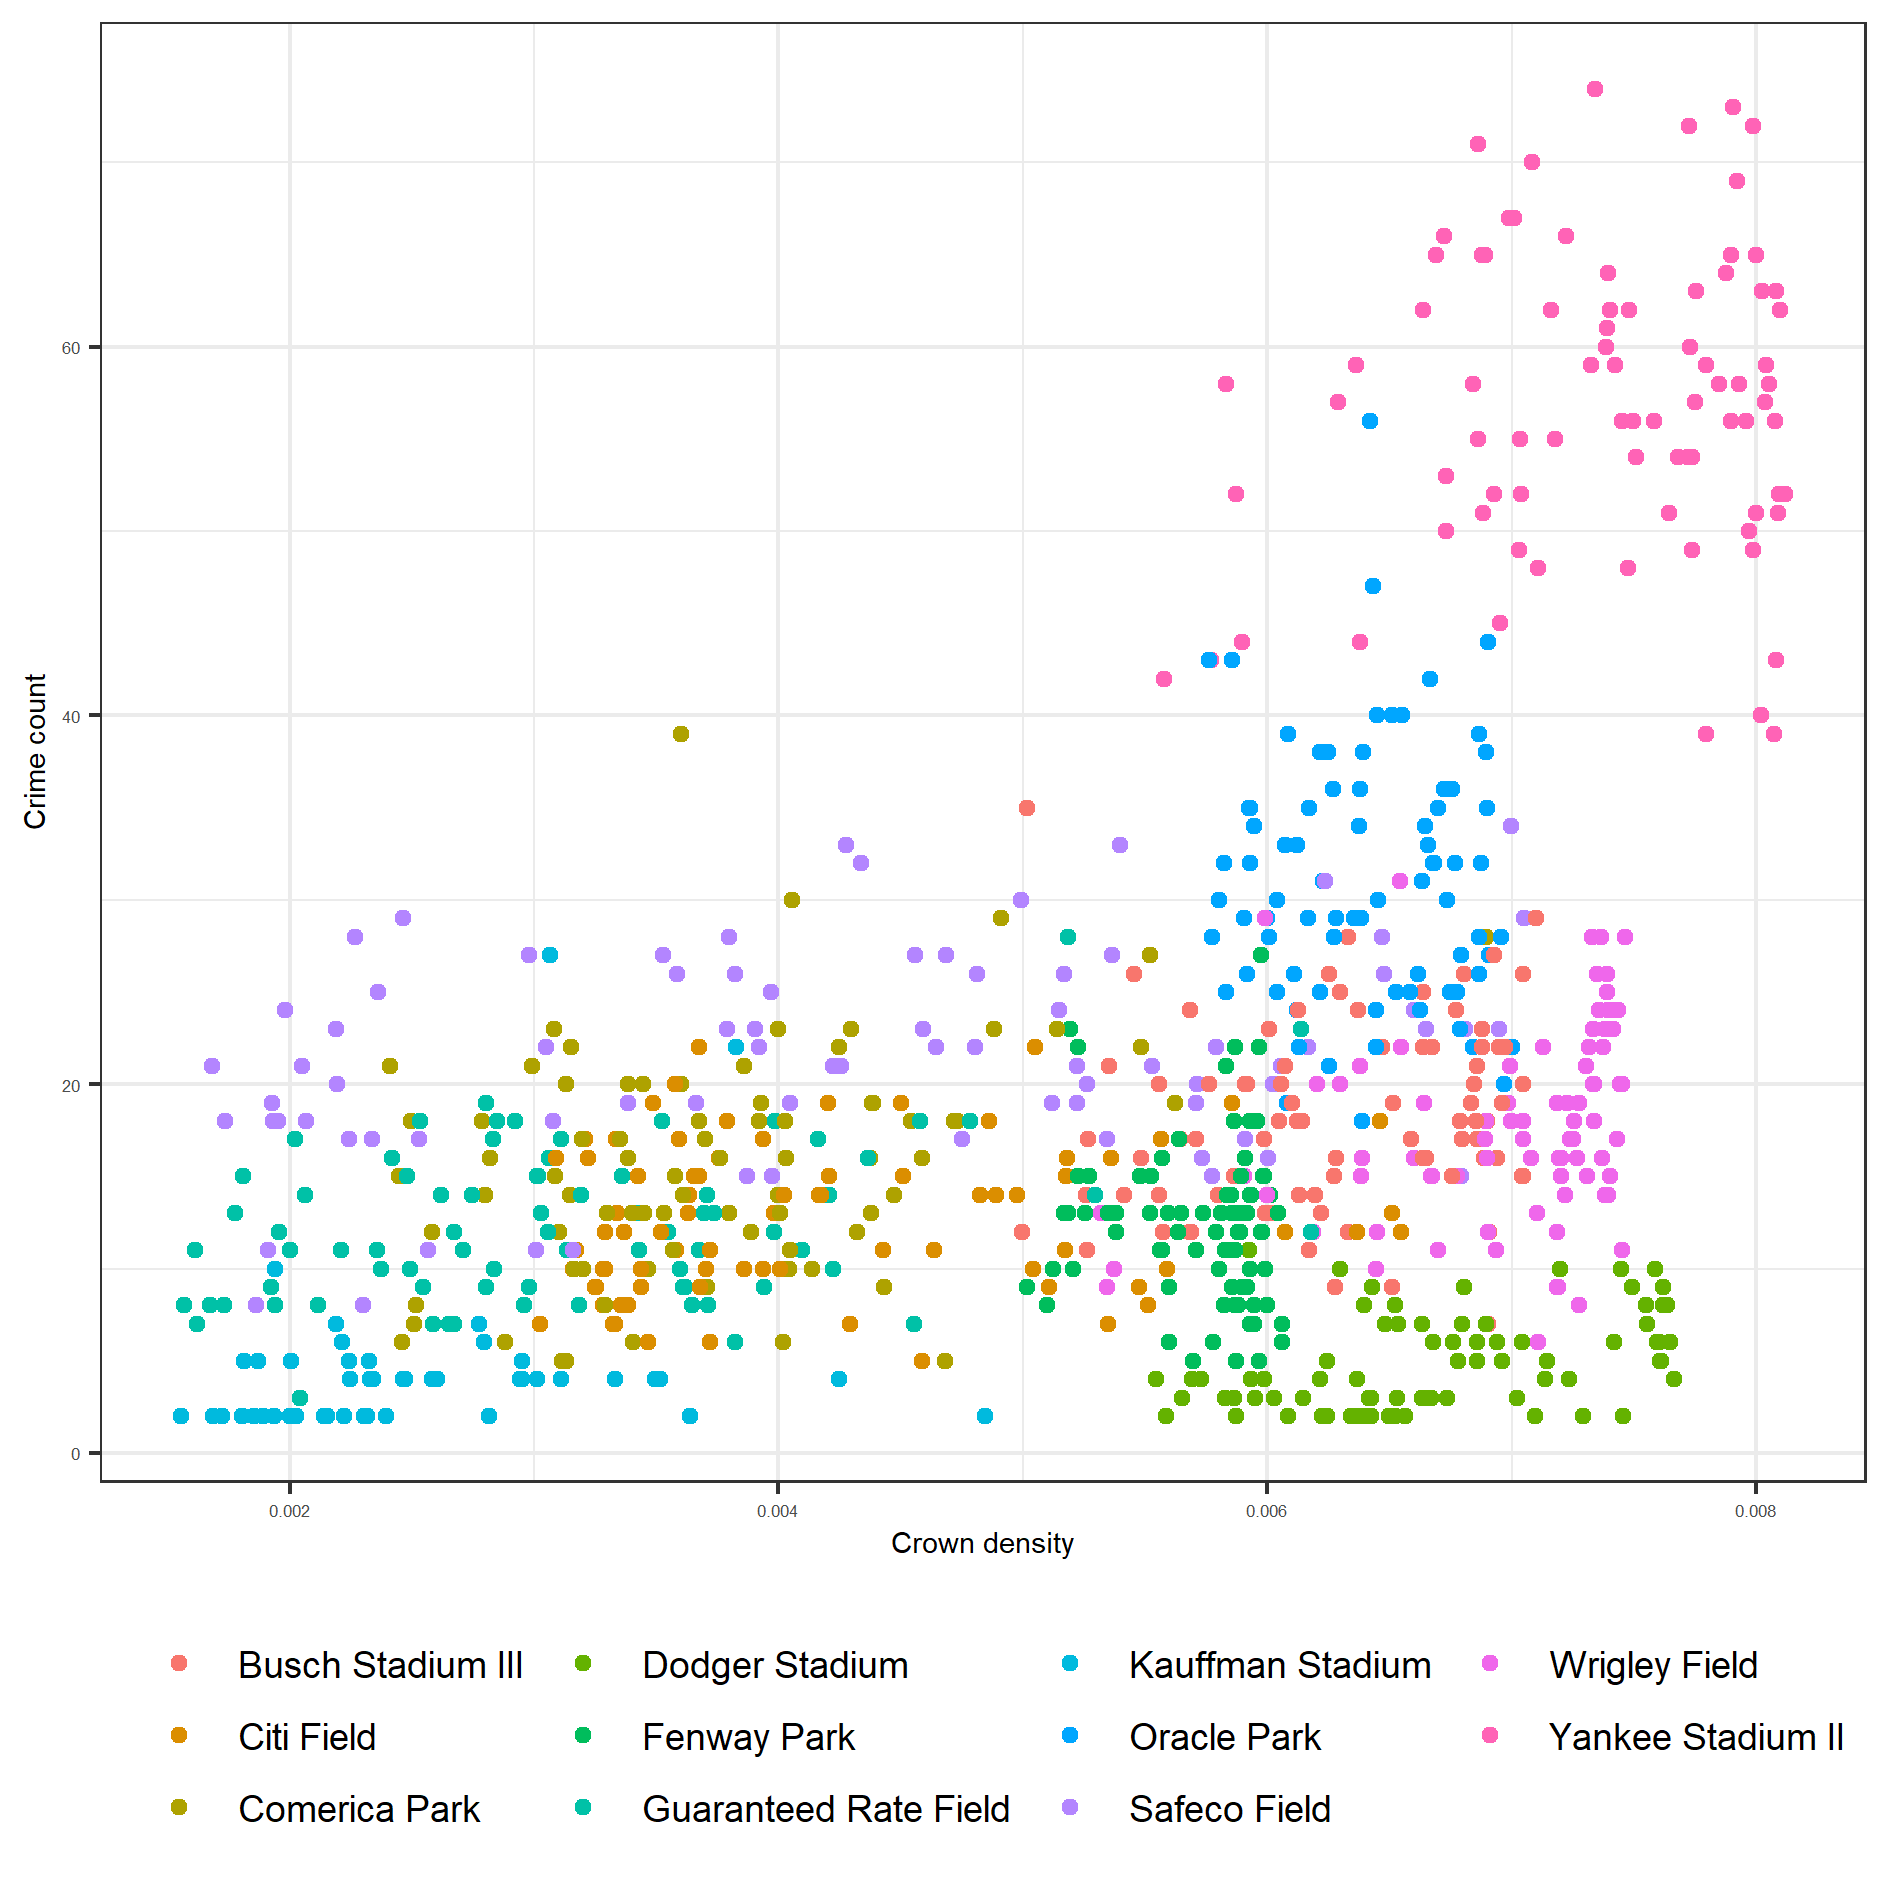 60
40
20
0
Crime count
0.002 0.004 0.006 0.008
Crown density
Busch Stadium III Dodger Stadium Kauffman Stadium Wrigley Field
Citi Field Fenway Park Oracle Park Yankee Stadium II
Comerica Park Guaranteed Rate Field Safeco Field